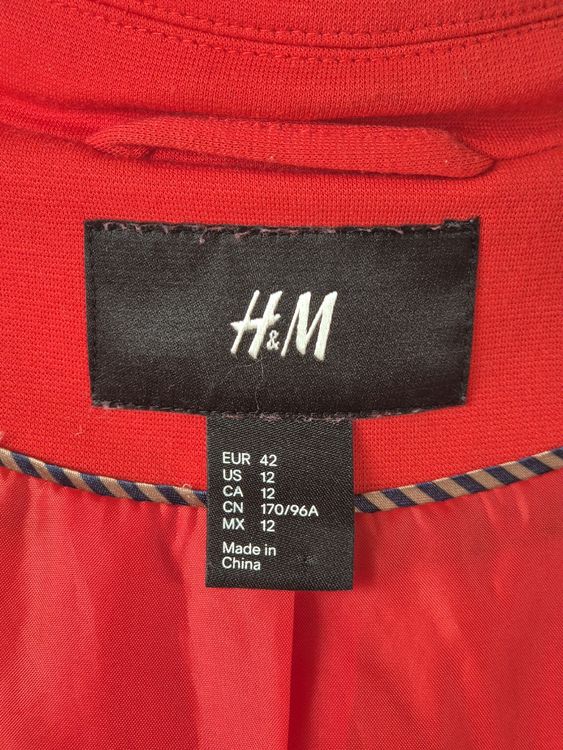 H&M
EUR 42
US 12
CA 12
CN 170/96A
MX 12
Made in
China